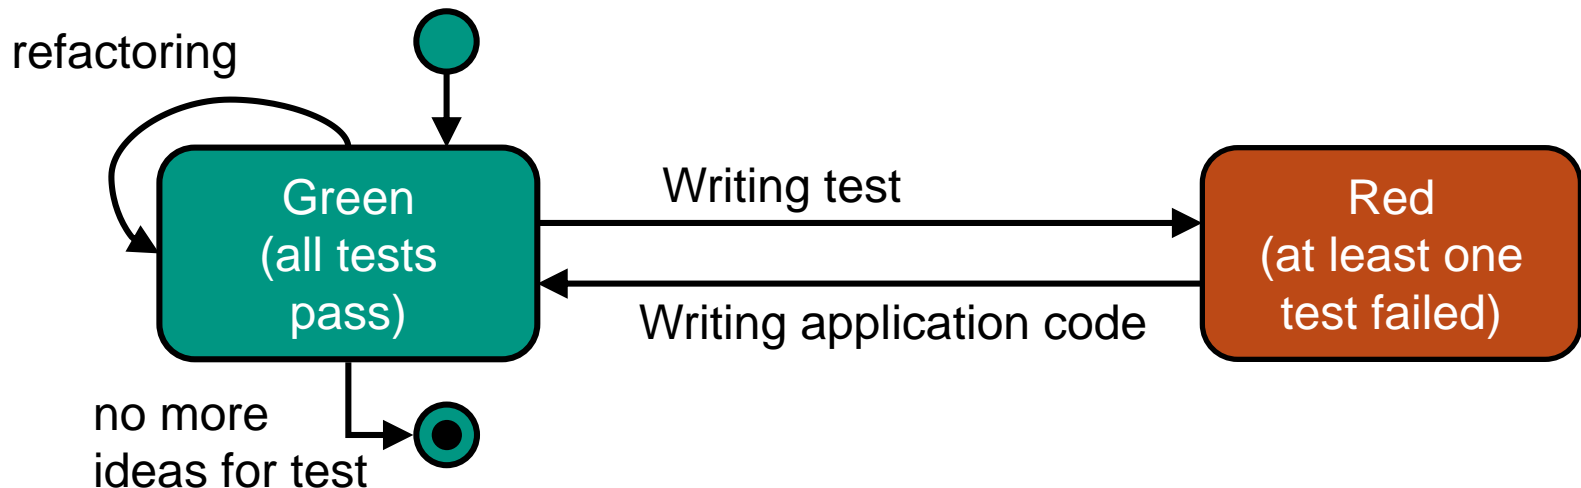 refactoring
Green
(all tests
pass)
Writing test
Writing application code
Red
(at least one
test failed)
no more
ideas for test